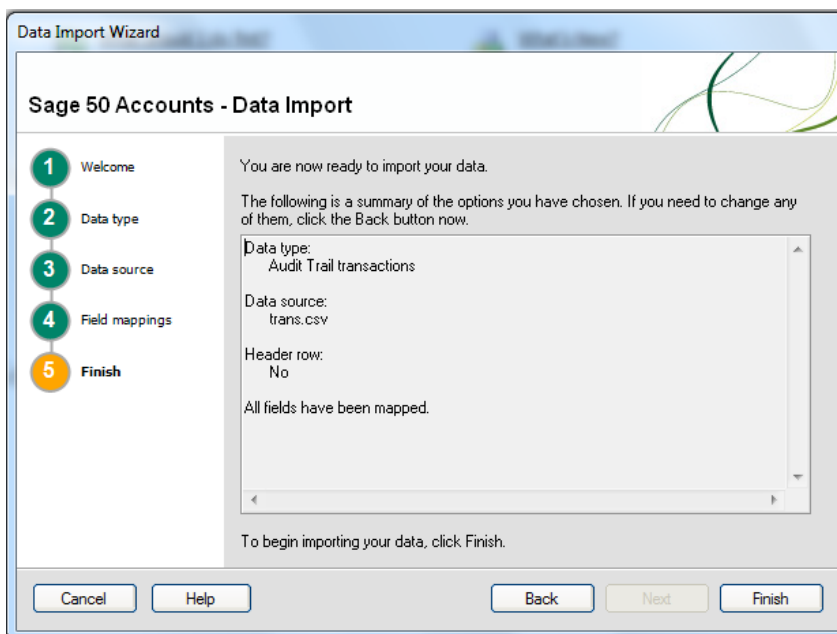 Data Import Wizard
Sage 50 Accounts - Data Import
1 Welcome
2 Data type
3 Data source
4 Field mappings
5 Finish
You are now ready to import your data.
The following is a summary of the options you have chosen. If you need to change any
of them, click the Back button now.
Data type:
Audit Trail transactions
Data source:
trans.csv
Header row:
No
All fields have been mapped.
To begin importing your data, click Finish.
Cancel Help Back Next Finish